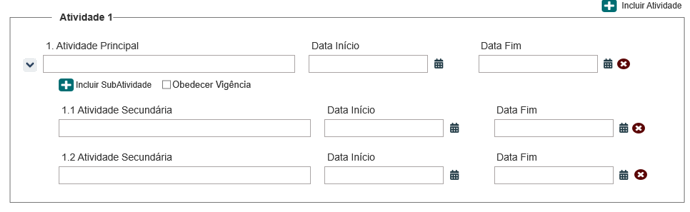 Incluir Atividade
Atividade 1
1. Atividade Principal Data Início Data Fim
Incluir SubAtividade Obedecer Vigência
1.1 Atividade Secundária Data Início Data Fim
1.2 Atividade Secundária Data Início Data Fim